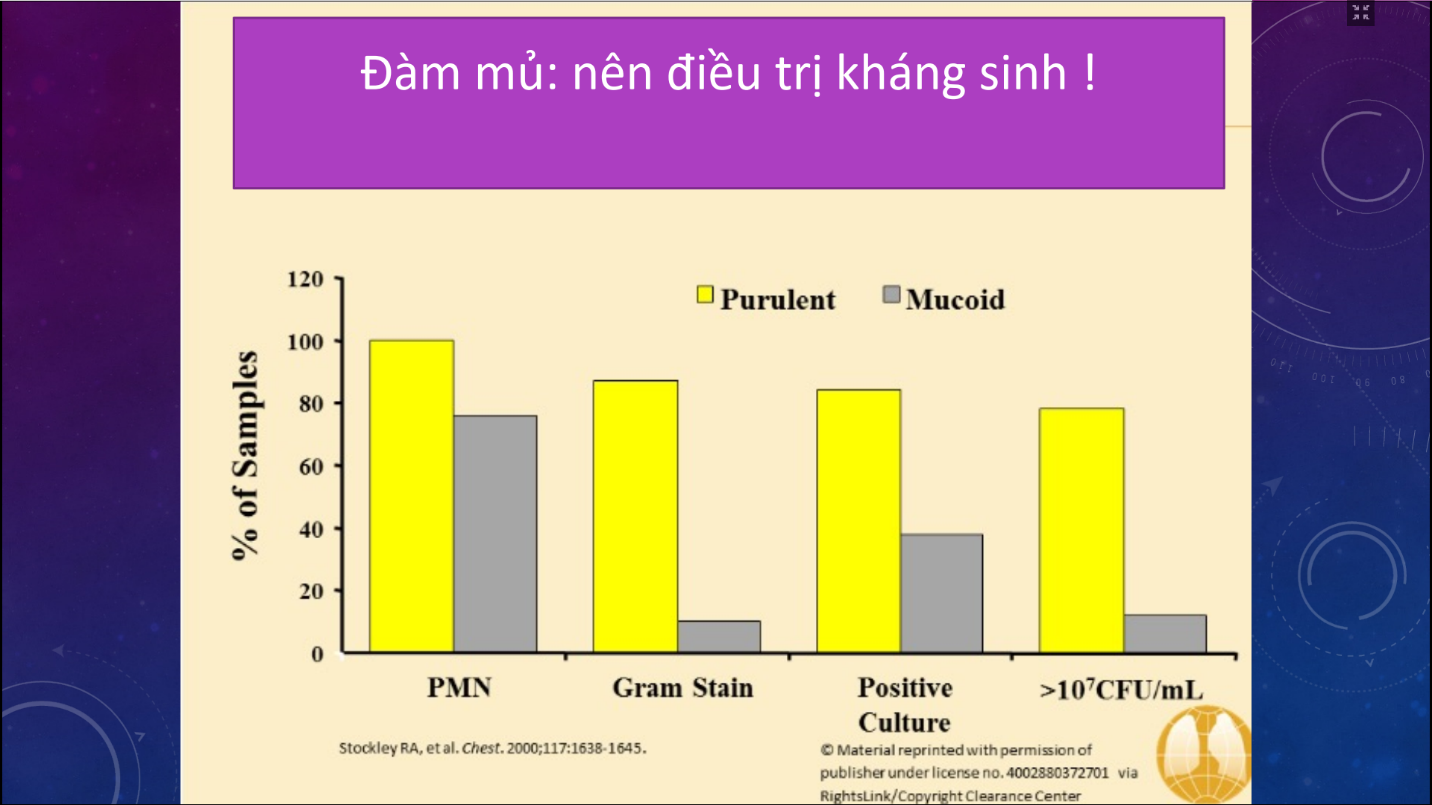 Đàm mủ: nên điều trị kháng sinh !
120
100
80
60
40
20
0
% of Samples
Purulent
Mucoid
PMN
Gram Stain
Positive
Culture
>10⁷CFU/mL
Stockley RA, et al. Chest. 2000;117:1638-1645.
© Material reprinted with permission of
publisher under license no. 4002880372701 via
RightsLink/Copyright Clearance Center